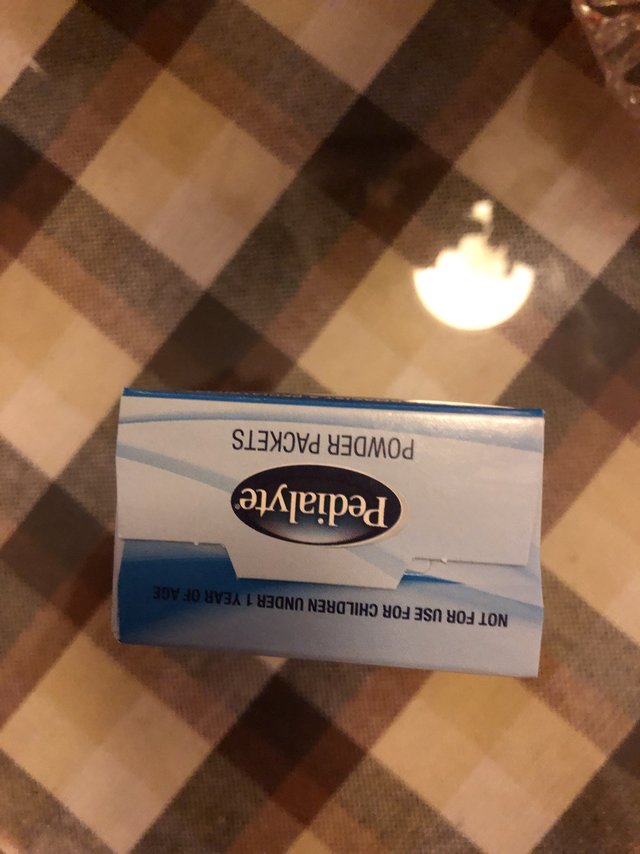 NOT FOR USE FOR CHILDREN UNDER 1 YEAR OF AGE
Pedialyte®
POWDER PACKETS